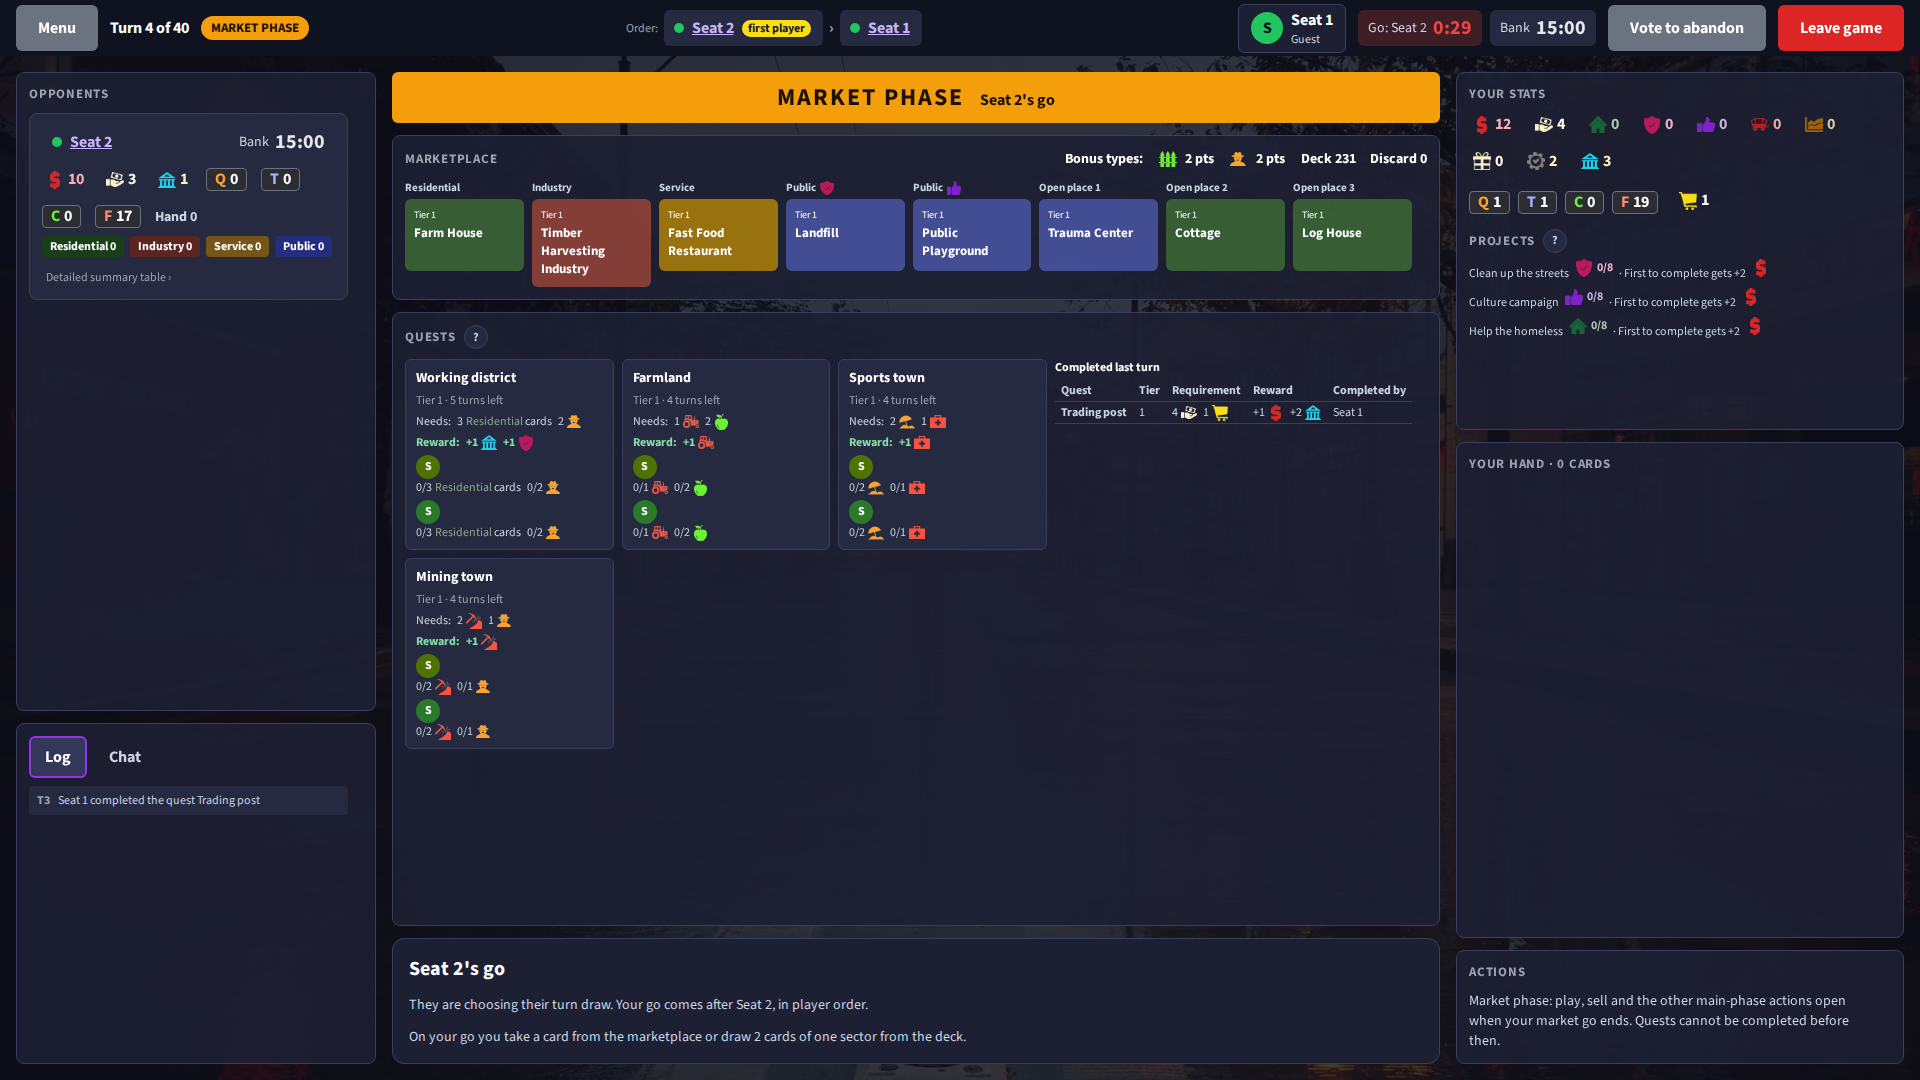 Menu
Turn 4 of 40
MARKET PHASE
Order:
Seat 2
first player
›
Seat 1
S
Seat 1
Guest
Go: Seat 2 0:29
Bank 15:00
Vote to abandon
Leave game
OPPONENTS
Seat 2
Bank 15:00
10
3
1
Q 0
T 0
C 0
F 17
Hand 0
Residential 0
Industry 0
Service 0
Public 0
Detailed summary table ›
Log
Chat
T3 Seat 1 completed the quest Trading post
MARKET PHASE Seat 2's go
MARKETPLACE
Bonus types: 2 pts 2 pts Deck 231 Discard 0
Residential
Tier 1
Farm House
Industry
Tier 1
Timber
Harvesting
Industry
Service
Tier 1
Fast Food
Restaurant
Public
Tier 1
Landfill
Public
Tier 1
Public
Playground
Open place 1
Tier 1
Trauma Center
Open place 2
Tier 1
Cottage
Open place 3
Tier 1
Log House
QUESTS ?
Working district
Tier 1 · 5 turns left
Needs: 3 Residential cards 2
Reward: +1 +1
S
0/3 Residential cards 0/2
S
0/3 Residential cards 0/2
Farmland
Tier 1 · 4 turns left
Needs: 1 2
Reward: +1
S
0/1 0/2
S
0/1 0/2
Sports town
Tier 1 · 4 turns left
Needs: 2 1
Reward: +1
S
0/2 0/1
S
0/2 0/1
Completed last turn
Quest Tier Requirement Reward Completed by
Trading post 1 4 1 +1 +2 Seat 1
Mining town
Tier 1 · 4 turns left
Needs: 2 1
Reward: +1
S
0/2 0/1
S
0/2 0/1
Seat 2's go
They are choosing their turn draw. Your go comes after Seat 2, in player order.
On your go you take a card from the marketplace or draw 2 cards of one sector from the deck.
YOUR STATS
12 4 0 0 0 0 0
0 2 3
Q 1 T 1 C 0 F 19 1
PROJECTS ?
Clean up the streets 0/8 · First to complete gets +2
Culture campaign 0/8 · First to complete gets +2
Help the homeless 0/8 · First to complete gets +2
YOUR HAND · 0 CARDS
ACTIONS
Market phase: play, sell and the other main-phase actions open
when your market go ends. Quests cannot be completed before
then.